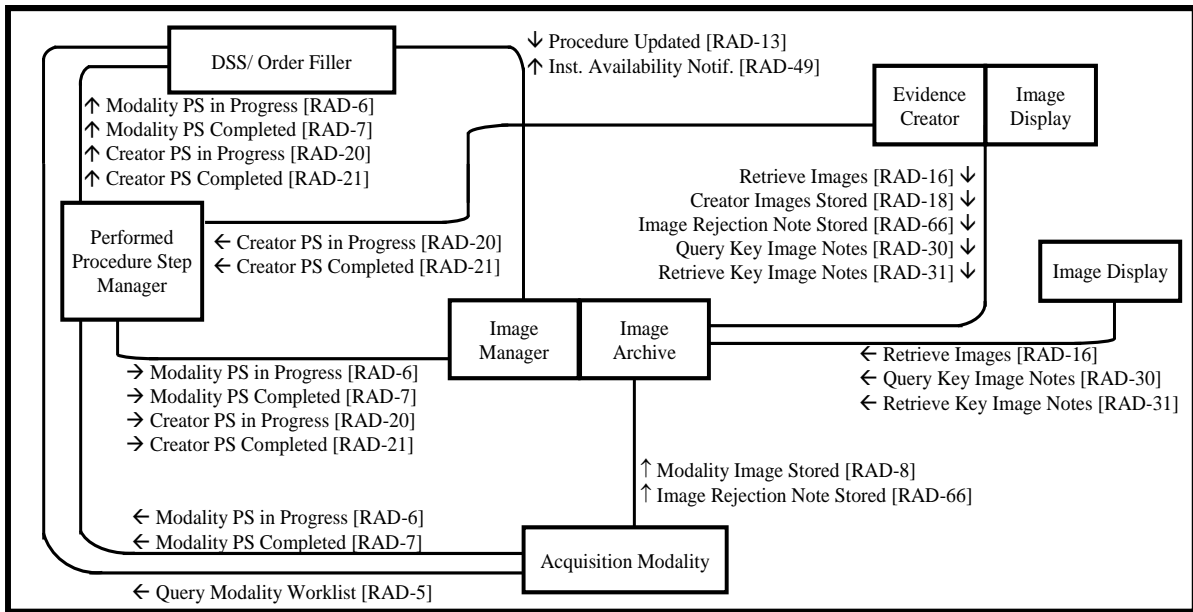 DSS/ Order Filler
↓ Procedure Updated [RAD-13]
↑ Inst. Availability Notif. [RAD-49]
Evidence
Creator
Image
Display
↑ Modality PS in Progress [RAD-6]
↑ Modality PS Completed [RAD-7]
↑ Creator PS in Progress [RAD-20]
↑ Creator PS Completed [RAD-21]
Retrieve Images [RAD-16] ↓
Creator Images Stored [RAD-18] ↓
Image Rejection Note Stored [RAD-66] ↓
Query Key Image Notes [RAD-30] ↓
Retrieve Key Image Notes [RAD-31] ↓
Performed
Procedure Step
Manager
← Creator PS in Progress [RAD-20]
← Creator PS Completed [RAD-21]
Image Display
Image
Manager
Image
Archive
← Retrieve Images [RAD-16]
← Query Key Image Notes [RAD-30]
← Retrieve Key Image Notes [RAD-31]
→ Modality PS in Progress [RAD-6]
→ Modality PS Completed [RAD-7]
→ Creator PS in Progress [RAD-20]
→ Creator PS Completed [RAD-21]
↑ Modality Image Stored [RAD-8]
↑ Image Rejection Note Stored [RAD-66]
← Modality PS in Progress [RAD-6]
← Modality PS Completed [RAD-7]
Acquisition Modality
← Query Modality Worklist [RAD-5]